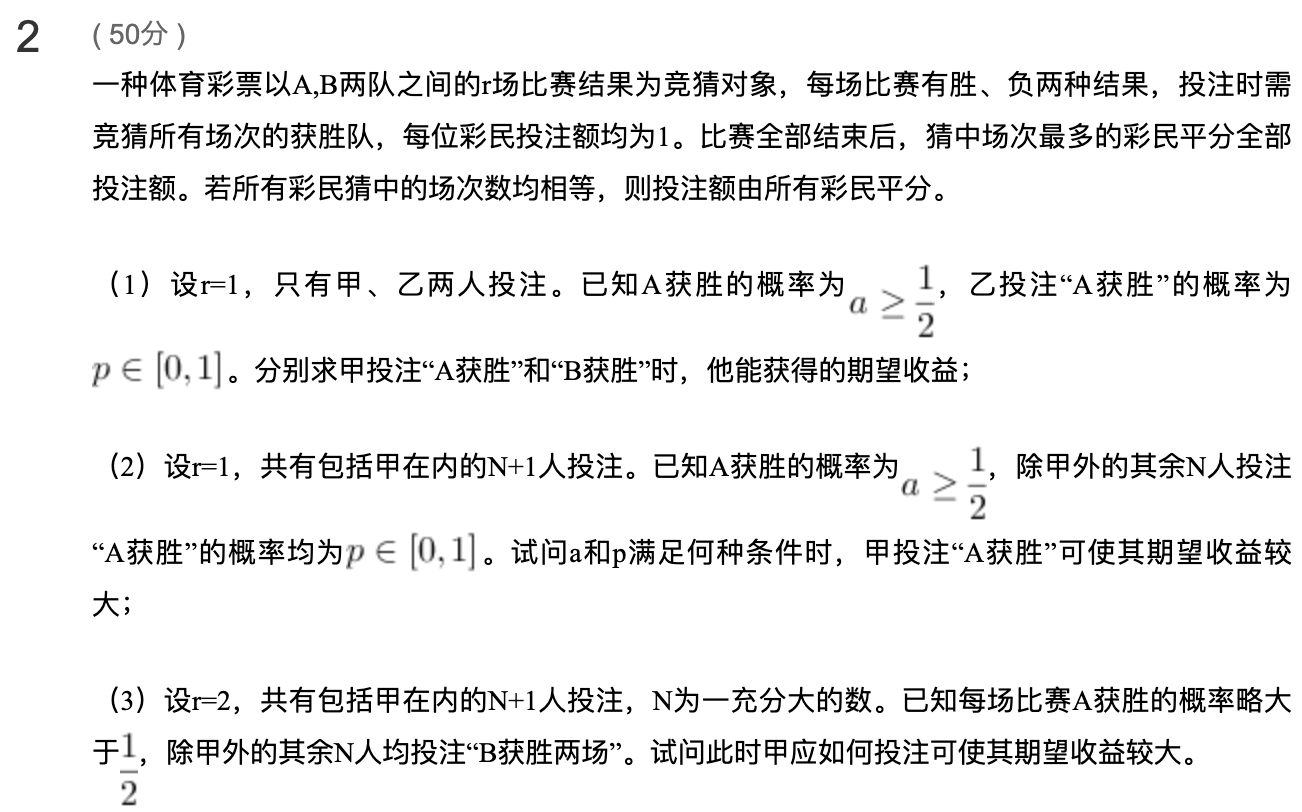 2 ( 50分 )
一种体育彩票以A,B两队之间的r场比赛结果为竞猜对象，每场比赛有胜、负两种结果，投注时需
竞猜所有场次的获胜队，每位彩民投注额均为1。比赛全部结束后，猜中场次最多的彩民平分全部
投注额。若所有彩民猜中的场次数均相等，则投注额由所有彩民平分。
（1）设r=1，只有甲、乙两人投注。已知A获胜的概率为 a ≥ 1/2，乙投注“A获胜”的概率为
p ∈ [0,1]。分别求甲投注“A获胜”和“B获胜”时，他能获得的期望收益；
（2）设r=1，共有包括甲在内的N+1人投注。已知A获胜的概率为 a ≥ 1/2，除甲外的其余N人投注
“A获胜”的概率均为p ∈ [0,1]。试问a和p满足何种条件时，甲投注“A获胜”可使其期望收益较
大；
（3）设r=2，共有包括甲在内的N+1人投注，N为一充分大的数。已知每场比赛A获胜的概率略大
于1/2，除甲外的其余N人均投注“B获胜两场”。试问此时甲应如何投注可使其期望收益较大。